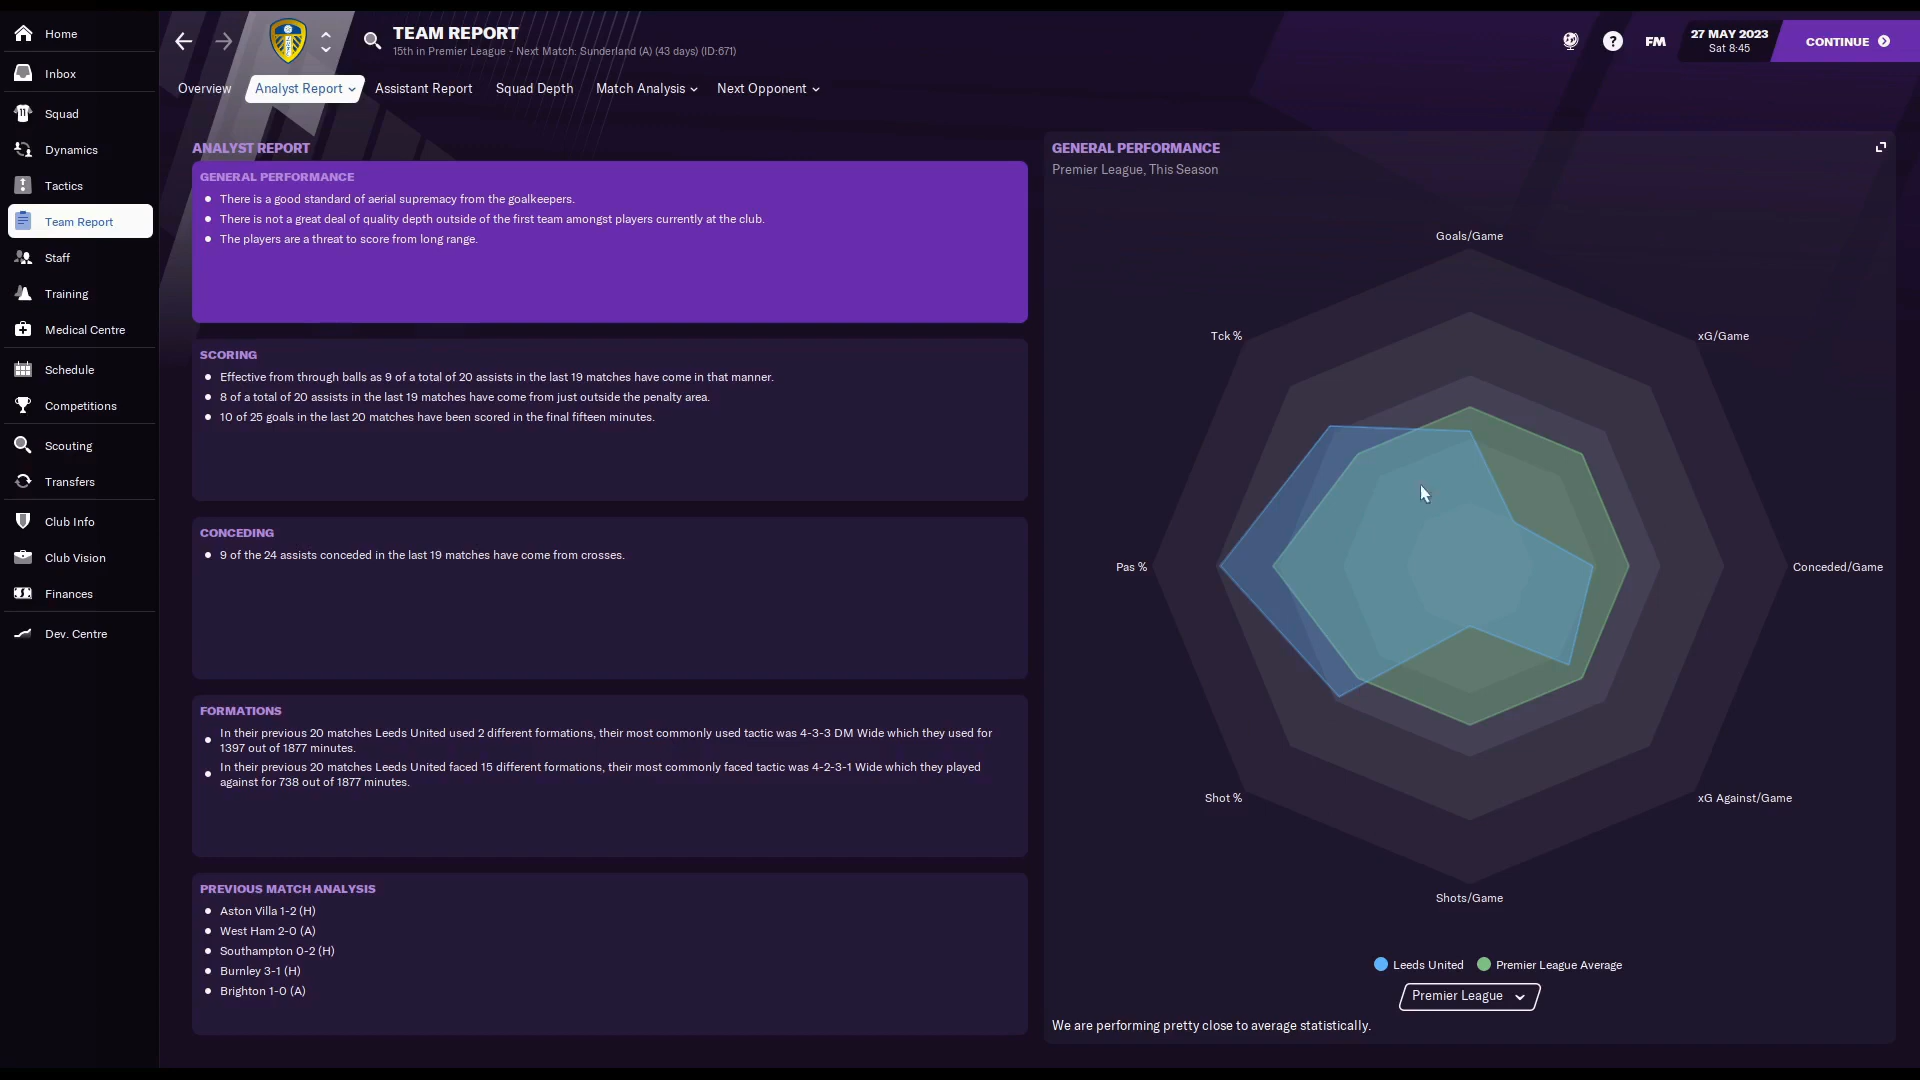 Home
Inbox
Squad
Dynamics
Tactics
Team Report
Staff
Training
Medical Centre
Schedule
Competitions
Scouting
Transfers
Club Info
Club Vision
Finances
Dev. Centre
TEAM REPORT
15th in Premier League - Next Match: Sunderland (A) (43 days) (ID:671)
FM
27 MAY 2023
Sat 8:45
CONTINUE
Overview
Analyst Report
Assistant Report
Squad Depth
Match Analysis
Next Opponent
ANALYST REPORT
GENERAL PERFORMANCE
There is a good standard of aerial supremacy from the goalkeepers.
There is not a great deal of quality depth outside of the first team amongst players currently at the club.
The players are a threat to score from long range.
SCORING
Effective from through balls as 9 of a total of 20 assists in the last 19 matches have come in that manner.
8 of a total of 20 assists in the last 19 matches have come from just outside the penalty area.
10 of 25 goals in the last 20 matches have been scored in the final fifteen minutes.
CONCEDING
9 of the 24 assists conceded in the last 19 matches have come from crosses.
FORMATIONS
In their previous 20 matches Leeds United used 2 different formations, their most commonly used tactic was 4-3-3 DM Wide which they used for
1397 out of 1877 minutes.
In their previous 20 matches Leeds United faced 15 different formations, their most commonly faced tactic was 4-2-3-1 Wide which they played
against for 738 out of 1877 minutes.
PREVIOUS MATCH ANALYSIS
Aston Villa 1-2 (H)
West Ham 2-0 (A)
Southampton 0-2 (H)
Burnley 3-1 (H)
Brighton 1-0 (A)
GENERAL PERFORMANCE
Premier League, This Season
Goals/Game
Tck %
xG/Game
Pas %
Conceded/Game
Shot %
xG Against/Game
Shots/Game
Leeds United
Premier League Average
Premier League
We are performing pretty close to average statistically.